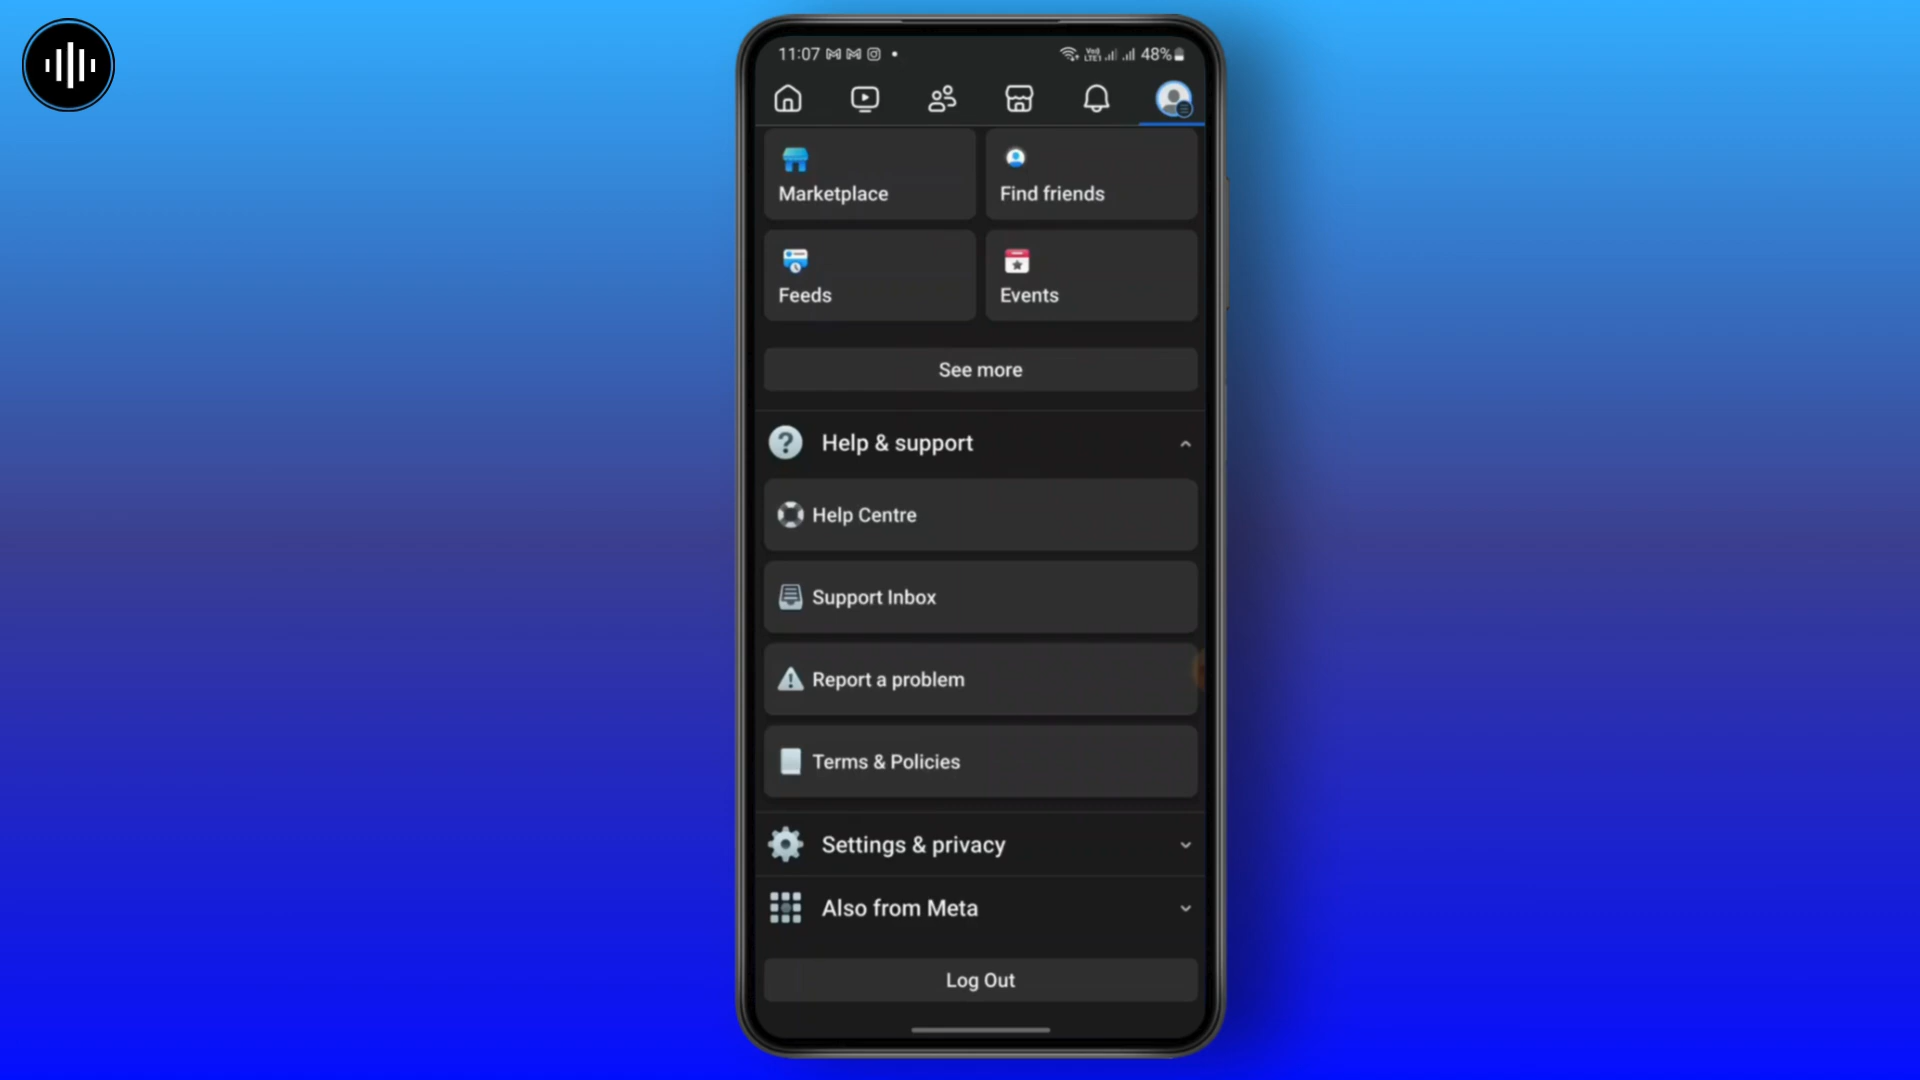 11:07 48%
Marketplace Find friends
Feeds Events
See more
Help & support
Help Centre
Support Inbox
Report a problem
Terms & Policies
Settings & privacy
Also from Meta
Log Out